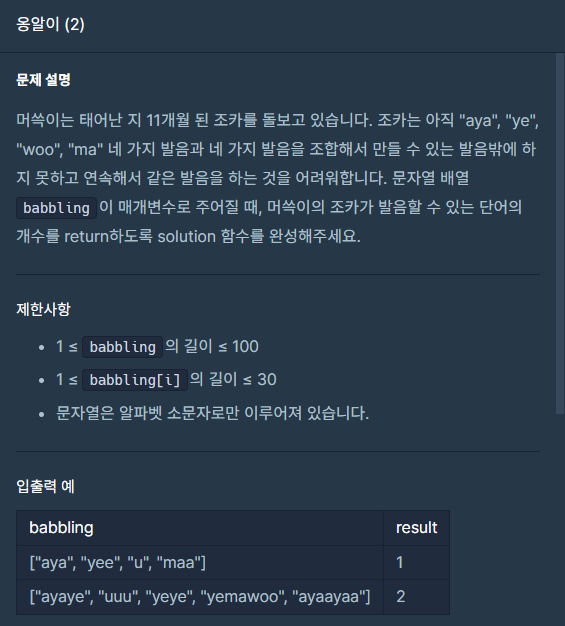 옹알이 (2)
문제 설명
머쓱이는 태어난 지 11개월 된 조카를 돌보고 있습니다. 조카는 아직 "aya", "ye",
"woo", "ma" 네 가지 발음과 네 가지 발음을 조합해서 만들 수 있는 발음밖에 하
지 못하고 연속해서 같은 발음을 하는 것을 어려워합니다. 문자열 배열
babbling 이 매개변수로 주어질 때, 머쓱이의 조카가 발음할 수 있는 단어의
개수를 return하도록 solution 함수를 완성해주세요.
제한사항
• 1 ≤ babbling 의 길이 ≤ 100
• 1 ≤ babbling[i] 의 길이 ≤ 30
• 문자열은 알파벳 소문자로만 이루어져 있습니다.
입출력 예
babbling result
["aya", "yee", "u", "maa"] 1
["ayaye", "uuu", "yeye", "yemawoo", "ayaayaa"] 2